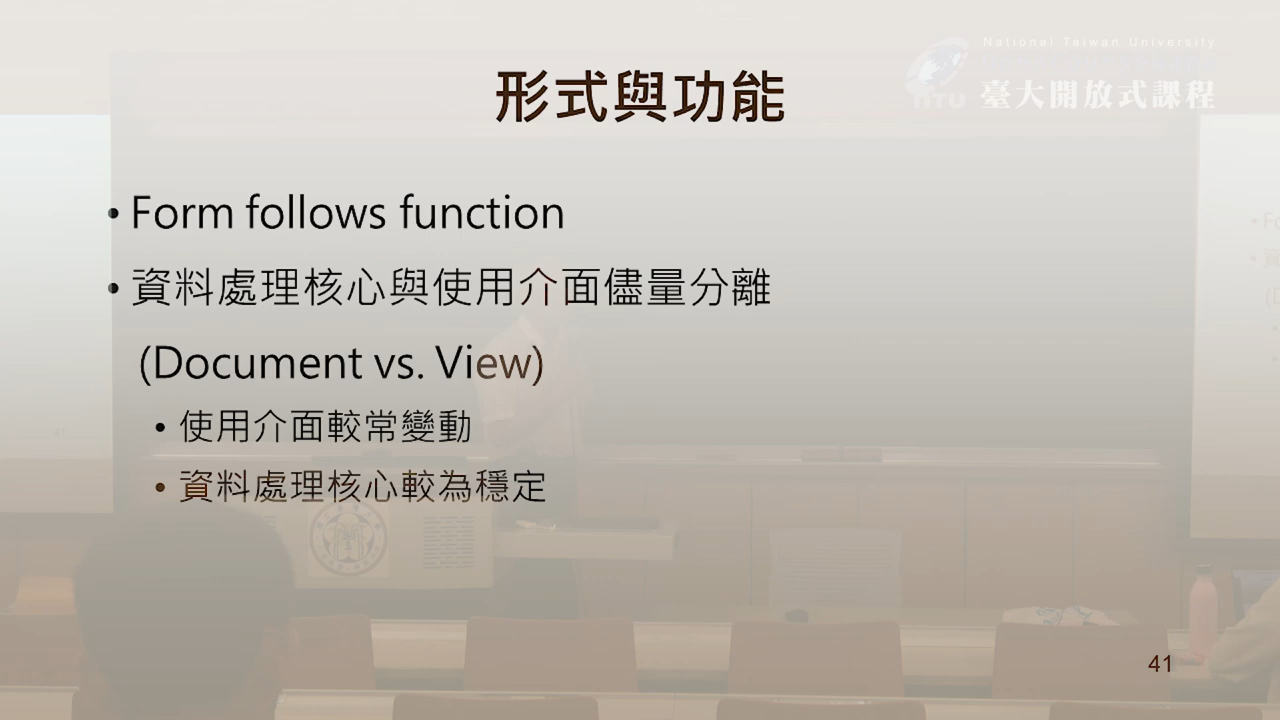 National Taiwan University
臺大開放式課程
NTU
形式與功能
• Form follows function
• 資料處理核心與使用介面儘量分離
(Document vs. View)
• 使用介面較常變動
• 資料處理核心較為穩定
41